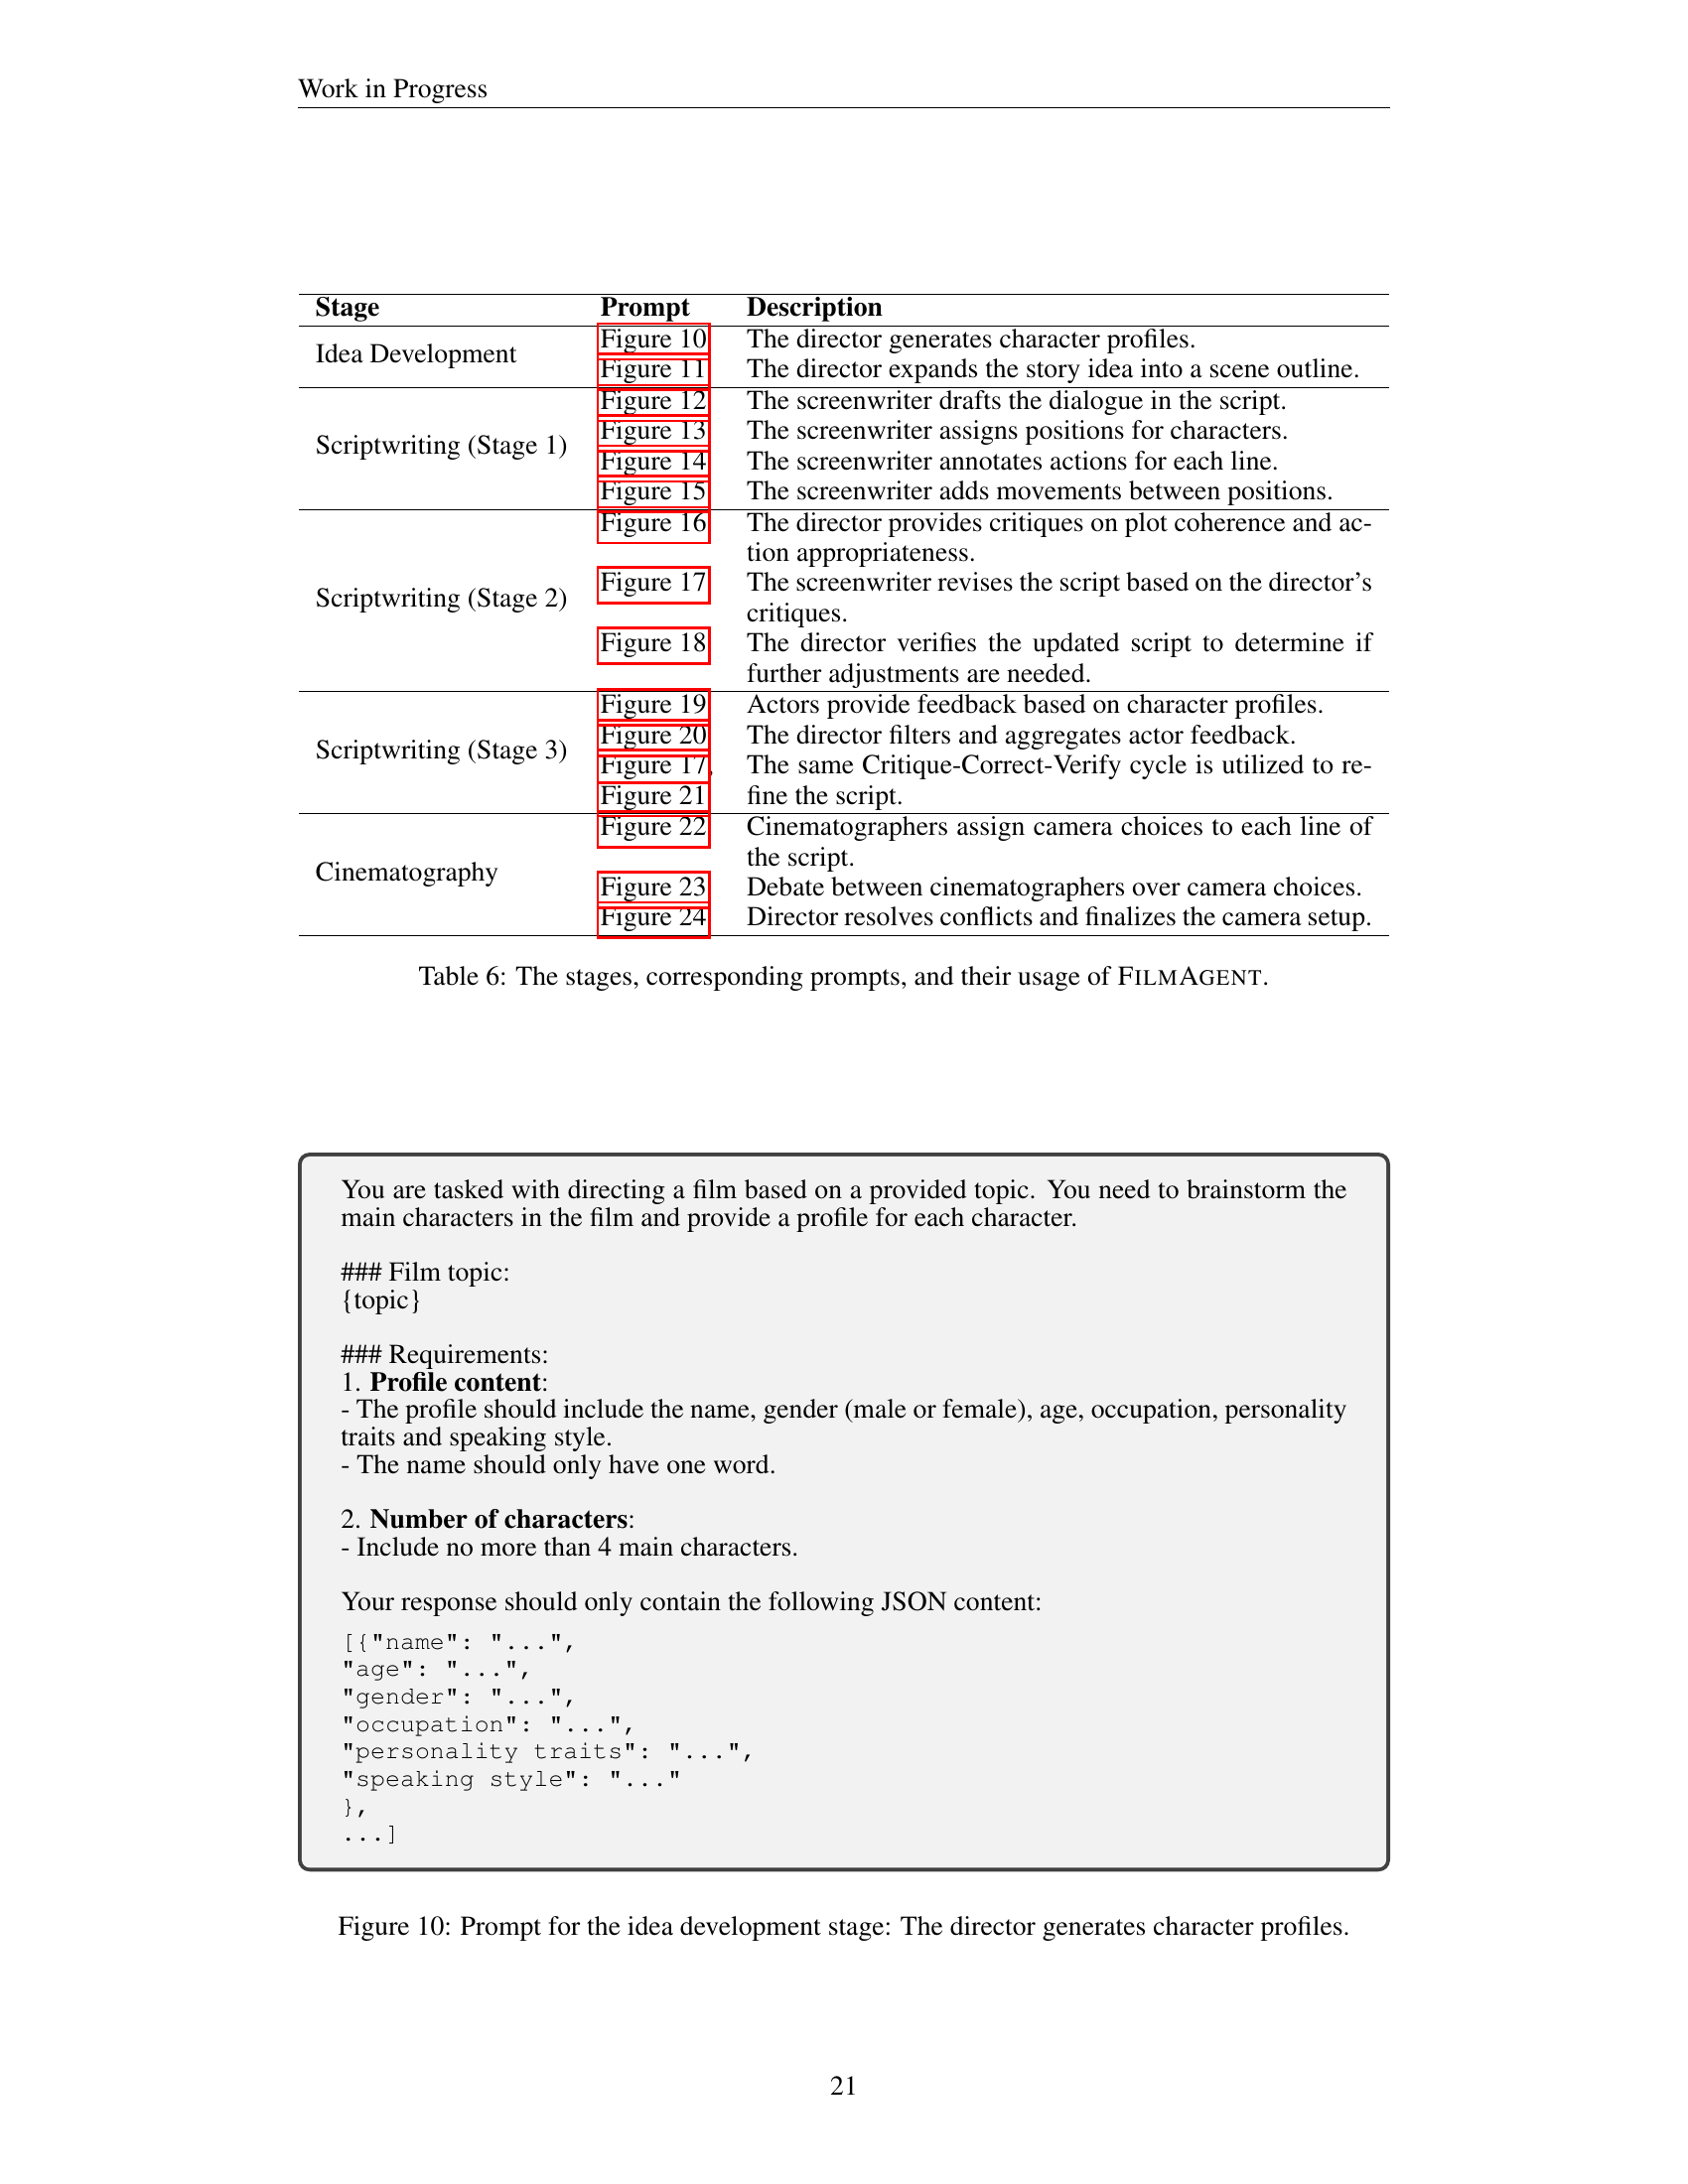 Work in Progress
Stage Prompt Description
Idea Development
Figure 10 The director generates character profiles.
Figure 11 The director expands the story idea into a scene outline.
Scriptwriting (Stage 1)
Figure 12 The screenwriter drafts the dialogue in the script.
Figure 13 The screenwriter assigns positions for characters.
Figure 14 The screenwriter annotates actions for each line.
Figure 15 The screenwriter adds movements between positions.
Scriptwriting (Stage 2)
Figure 16 The director provides critiques on plot coherence and ac-
tion appropriateness.
Figure 17 The screenwriter revises the script based on the director's
critiques.
Figure 18 The director verifies the updated script to determine if
further adjustments are needed.
Scriptwriting (Stage 3)
Figure 19 Actors provide feedback based on character profiles.
Figure 20 The director filters and aggregates actor feedback.
Figure 17, The same Critique-Correct-Verify cycle is utilized to re-
Figure 21 fine the script.
Cinematography
Figure 22 Cinematographers assign camera choices to each line of
the script.
Figure 23 Debate between cinematographers over camera choices.
Figure 24 Director resolves conflicts and finalizes the camera setup.
Table 6: The stages, corresponding prompts, and their usage of FILMAGENT.
You are tasked with directing a film based on a provided topic. You need to brainstorm the
main characters in the film and provide a profile for each character.
### Film topic:
{topic}
### Requirements:
1. Profile content:
- The profile should include the name, gender (male or female), age, occupation, personality
traits and speaking style.
- The name should only have one word.
2. Number of characters:
- Include no more than 4 main characters.
Your response should only contain the following JSON content:
[{"name": "...",
"age": "...",
"gender": "...",
"occupation": "...",
"personality traits": "...",
"speaking style": "..."
},
...]
Figure 10: Prompt for the idea development stage: The director generates character profiles.
21